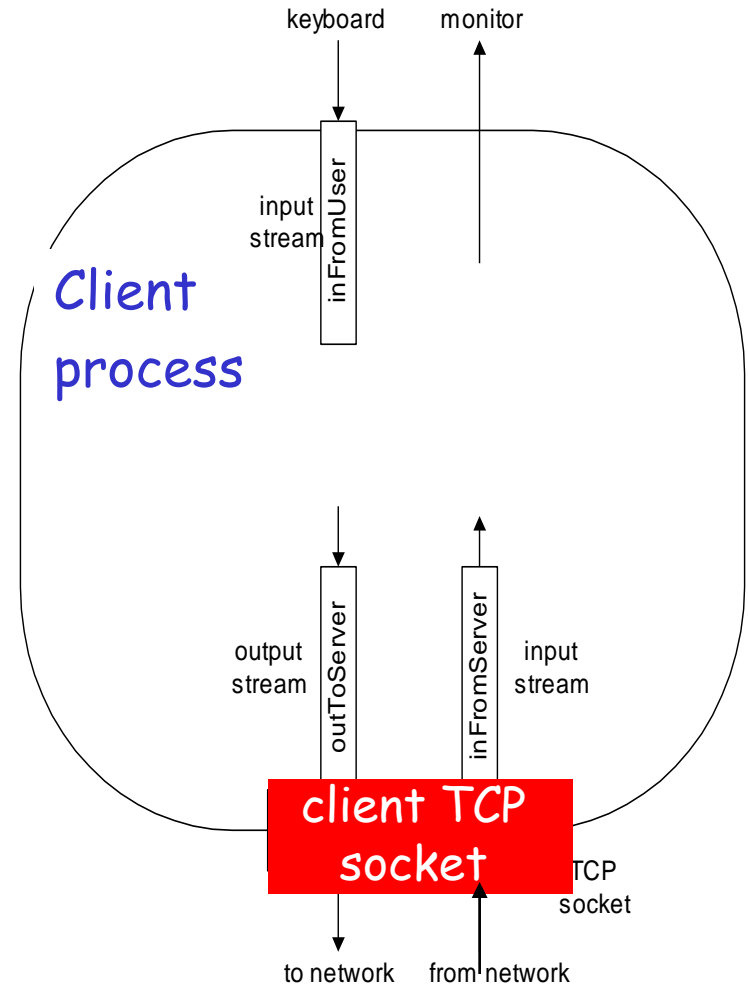 keyboard
monitor
input
stream
inFromUser
Client
process
output
stream
outToServer
inFromServer
input
stream
client TCP
socket
TCP
socket
to network
from network